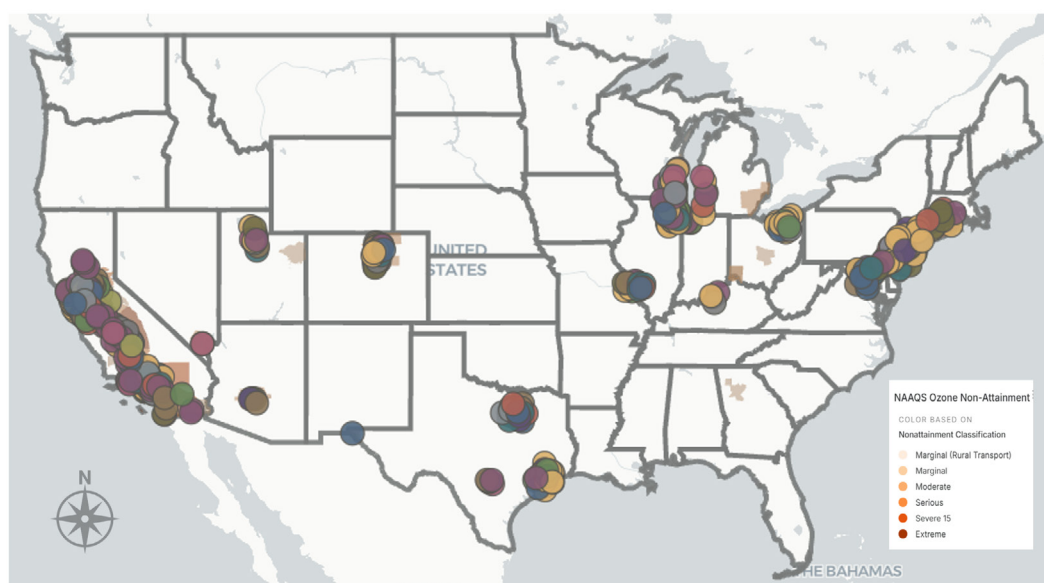 UNITED
STATES
NAAQS Ozone Non-Attainment
COLOR BASED ON
Nonattainment Classification
Marginal (Rural Transport)
Marginal
Moderate
Serious
Severe 15
Extreme
N
THE BAHAMAS